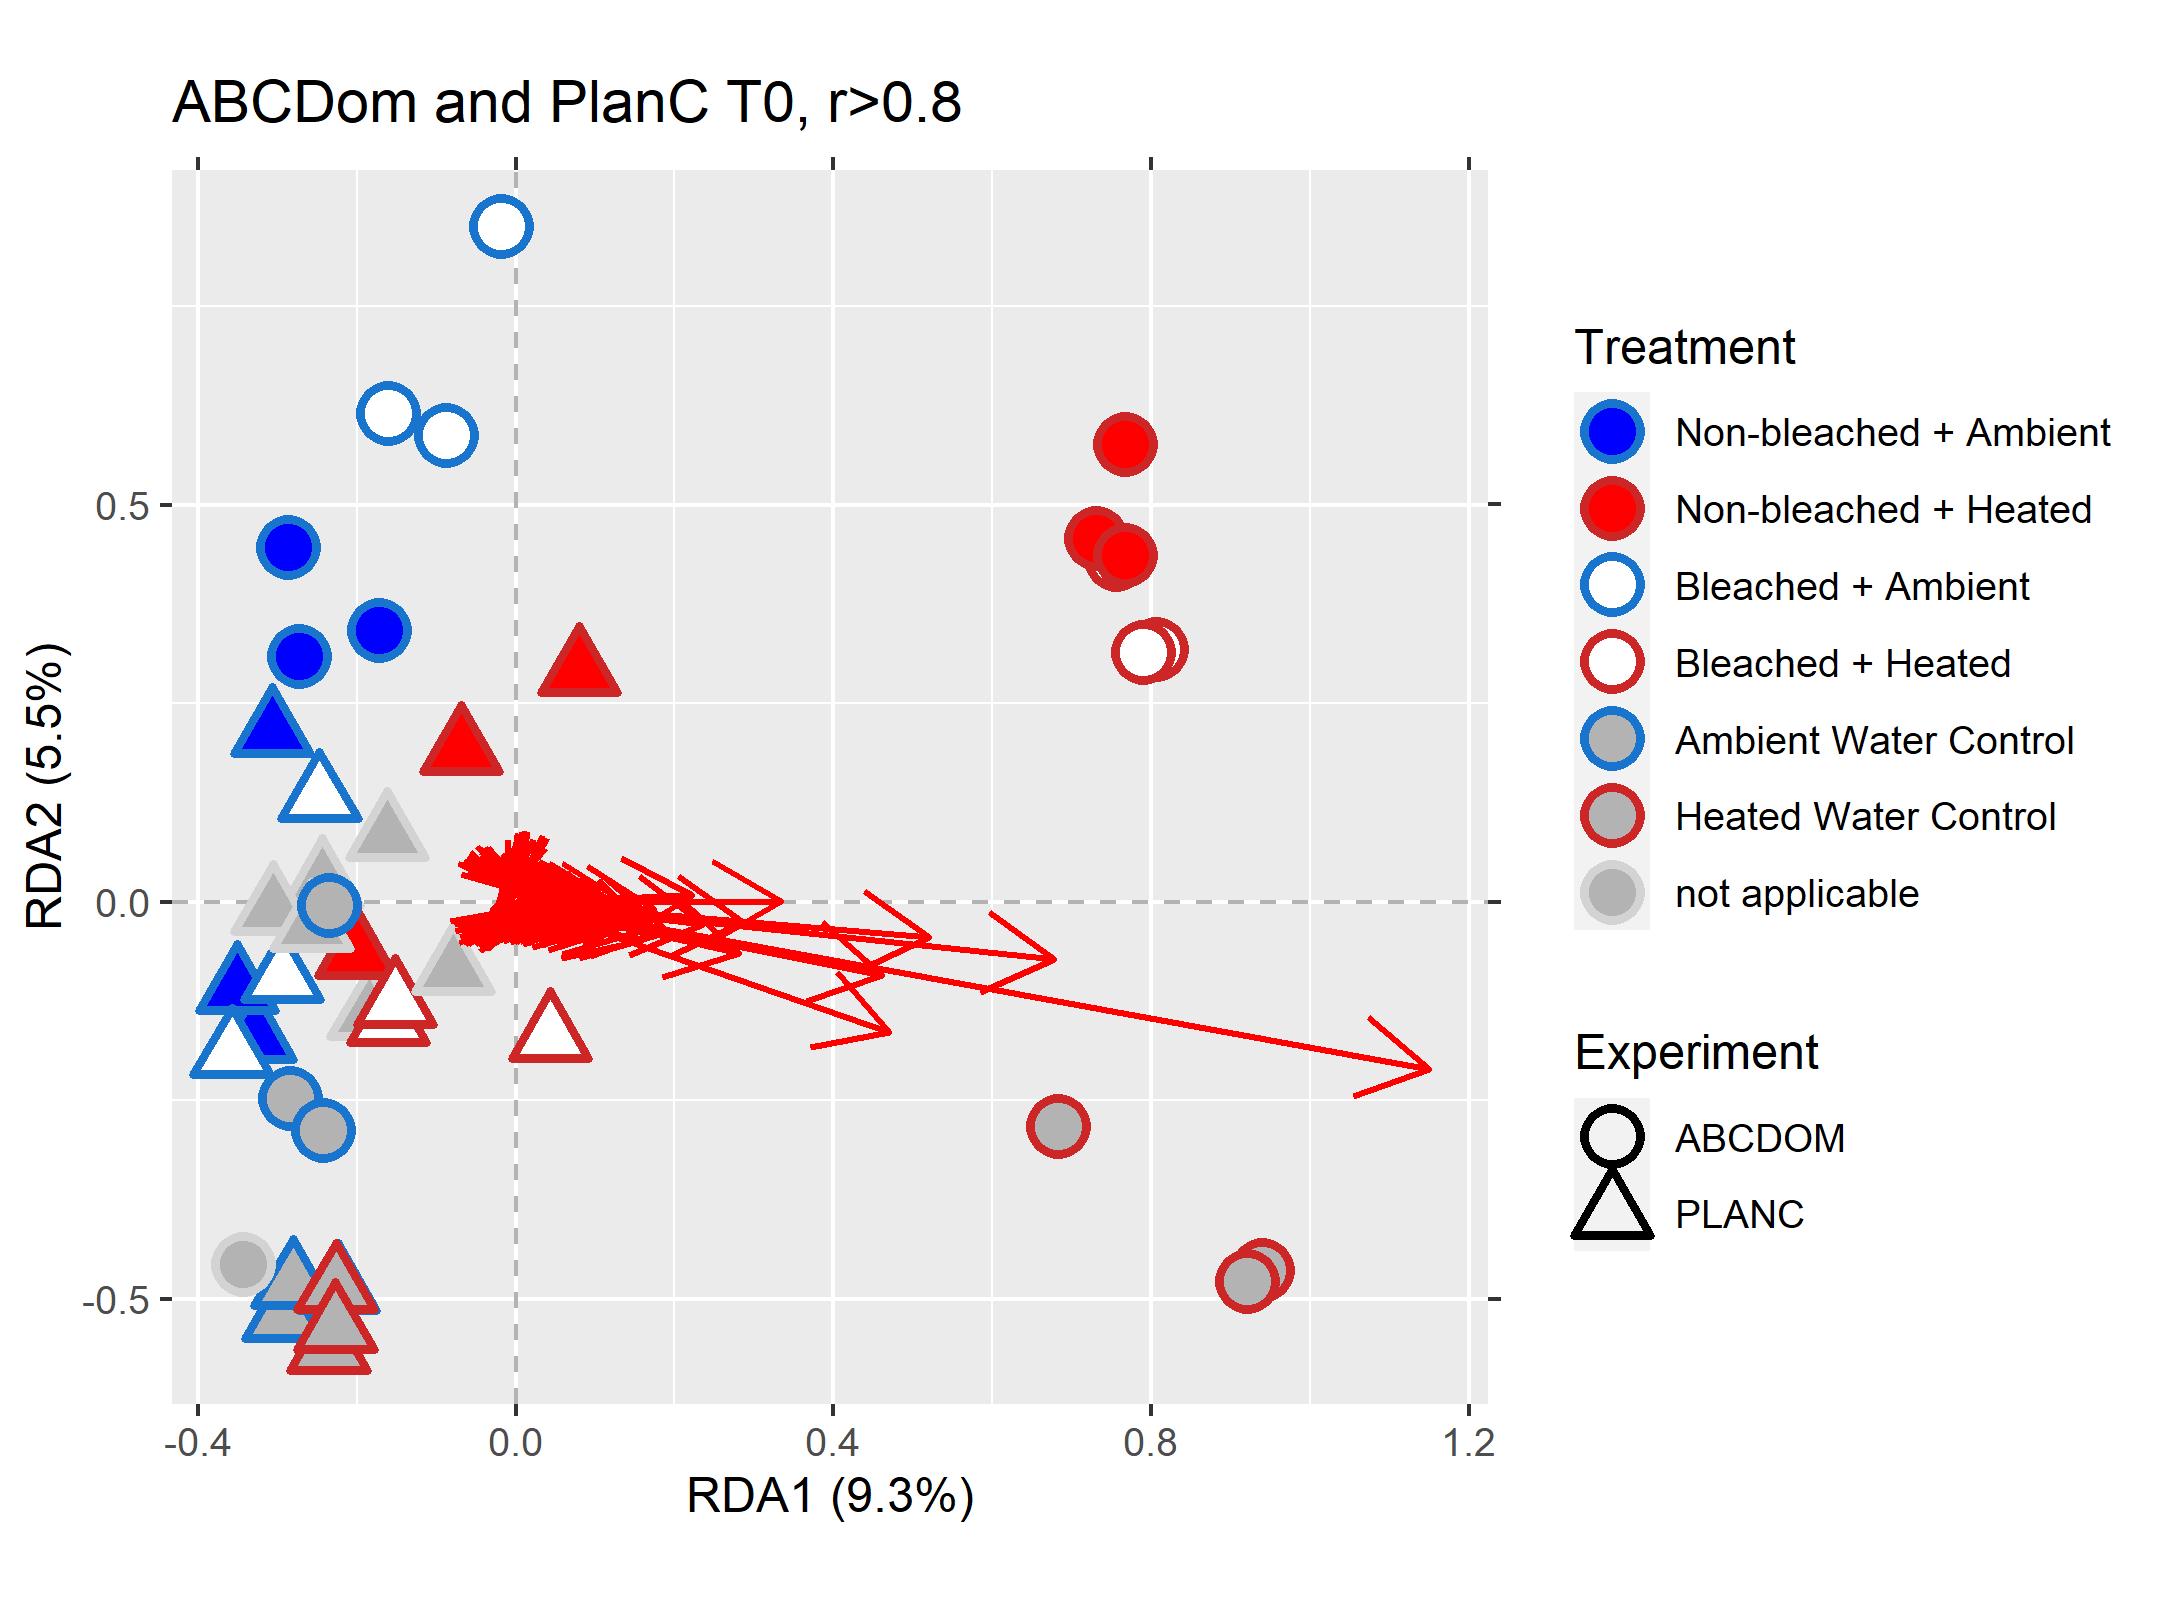 ABCDom and PlanC T0, r>0.8
RDA2 (5.5%)
0.5
0.0
-0.5
-0.4
0.0
0.4
0.8
1.2
RDA1 (9.3%)
Treatment
Non-bleached + Ambient
Non-bleached + Heated
Bleached + Ambient
Bleached + Heated
Ambient Water Control
Heated Water Control
not applicable
Experiment
ABCDOM
PLANC